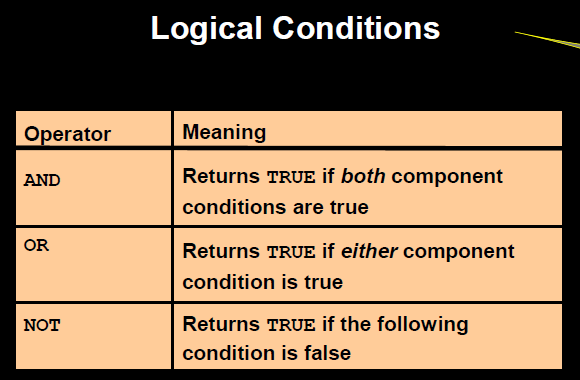 Logical Conditions
Operator Meaning
AND Returns TRUE if both component
conditions are true
OR Returns TRUE if either component
condition is true
NOT Returns TRUE if the following
condition is false